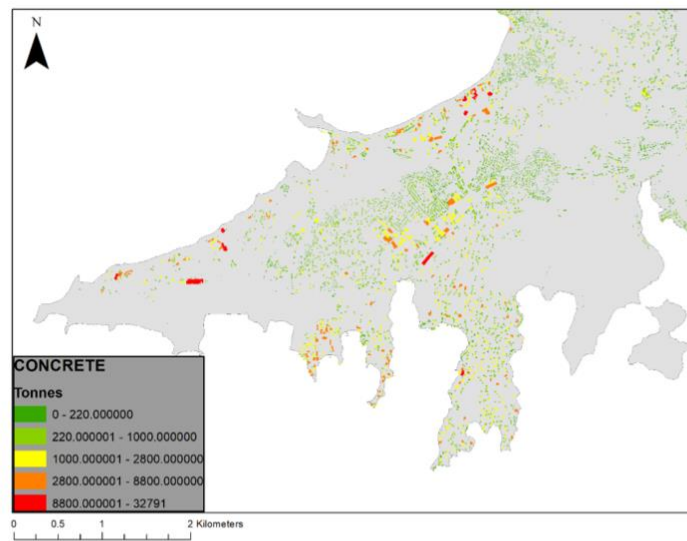 N
CONCRETE
Tonnes
0 - 220.000000
220.000001 - 1000.000000
1000.000001 - 2800.000000
2800.000001 - 8800.000000
8800.000001 - 32791
0 0.5 1 2 Kilometers